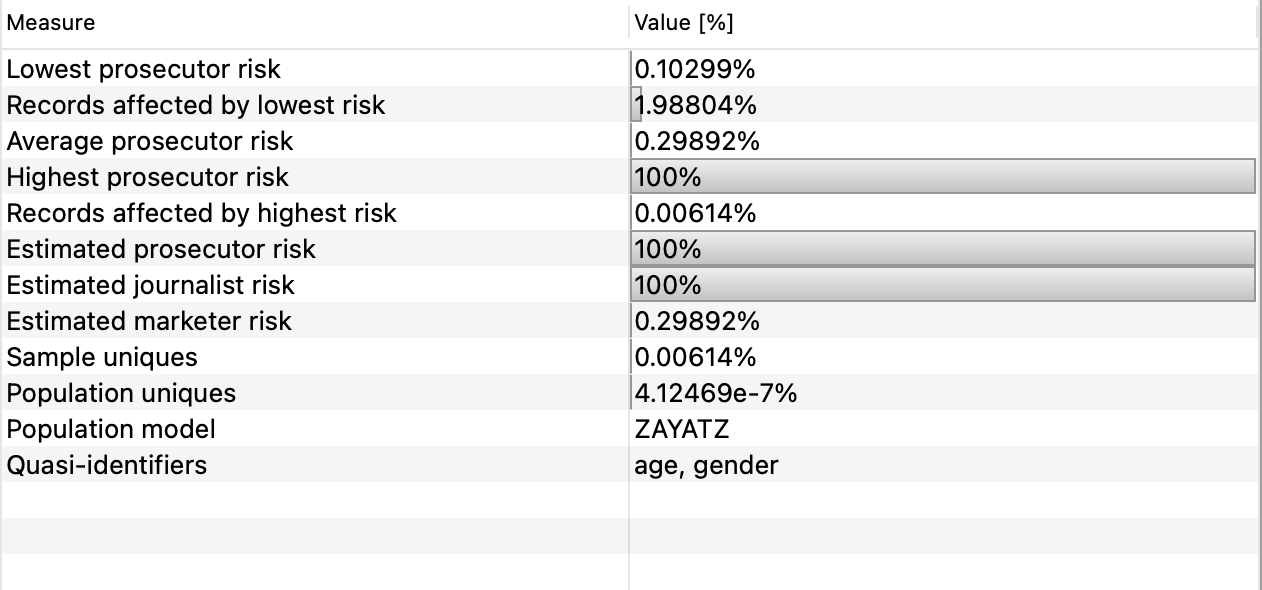 Measure Value [%]
Lowest prosecutor risk 0.10299%
Records affected by lowest risk 1.98804%
Average prosecutor risk 0.29892%
Highest prosecutor risk 100%
Records affected by highest risk 0.00614%
Estimated prosecutor risk 100%
Estimated journalist risk 100%
Estimated marketer risk 0.29892%
Sample uniques 0.00614%
Population uniques 4.12469e-7%
Population model ZAYATZ
Quasi-identifiers age, gender